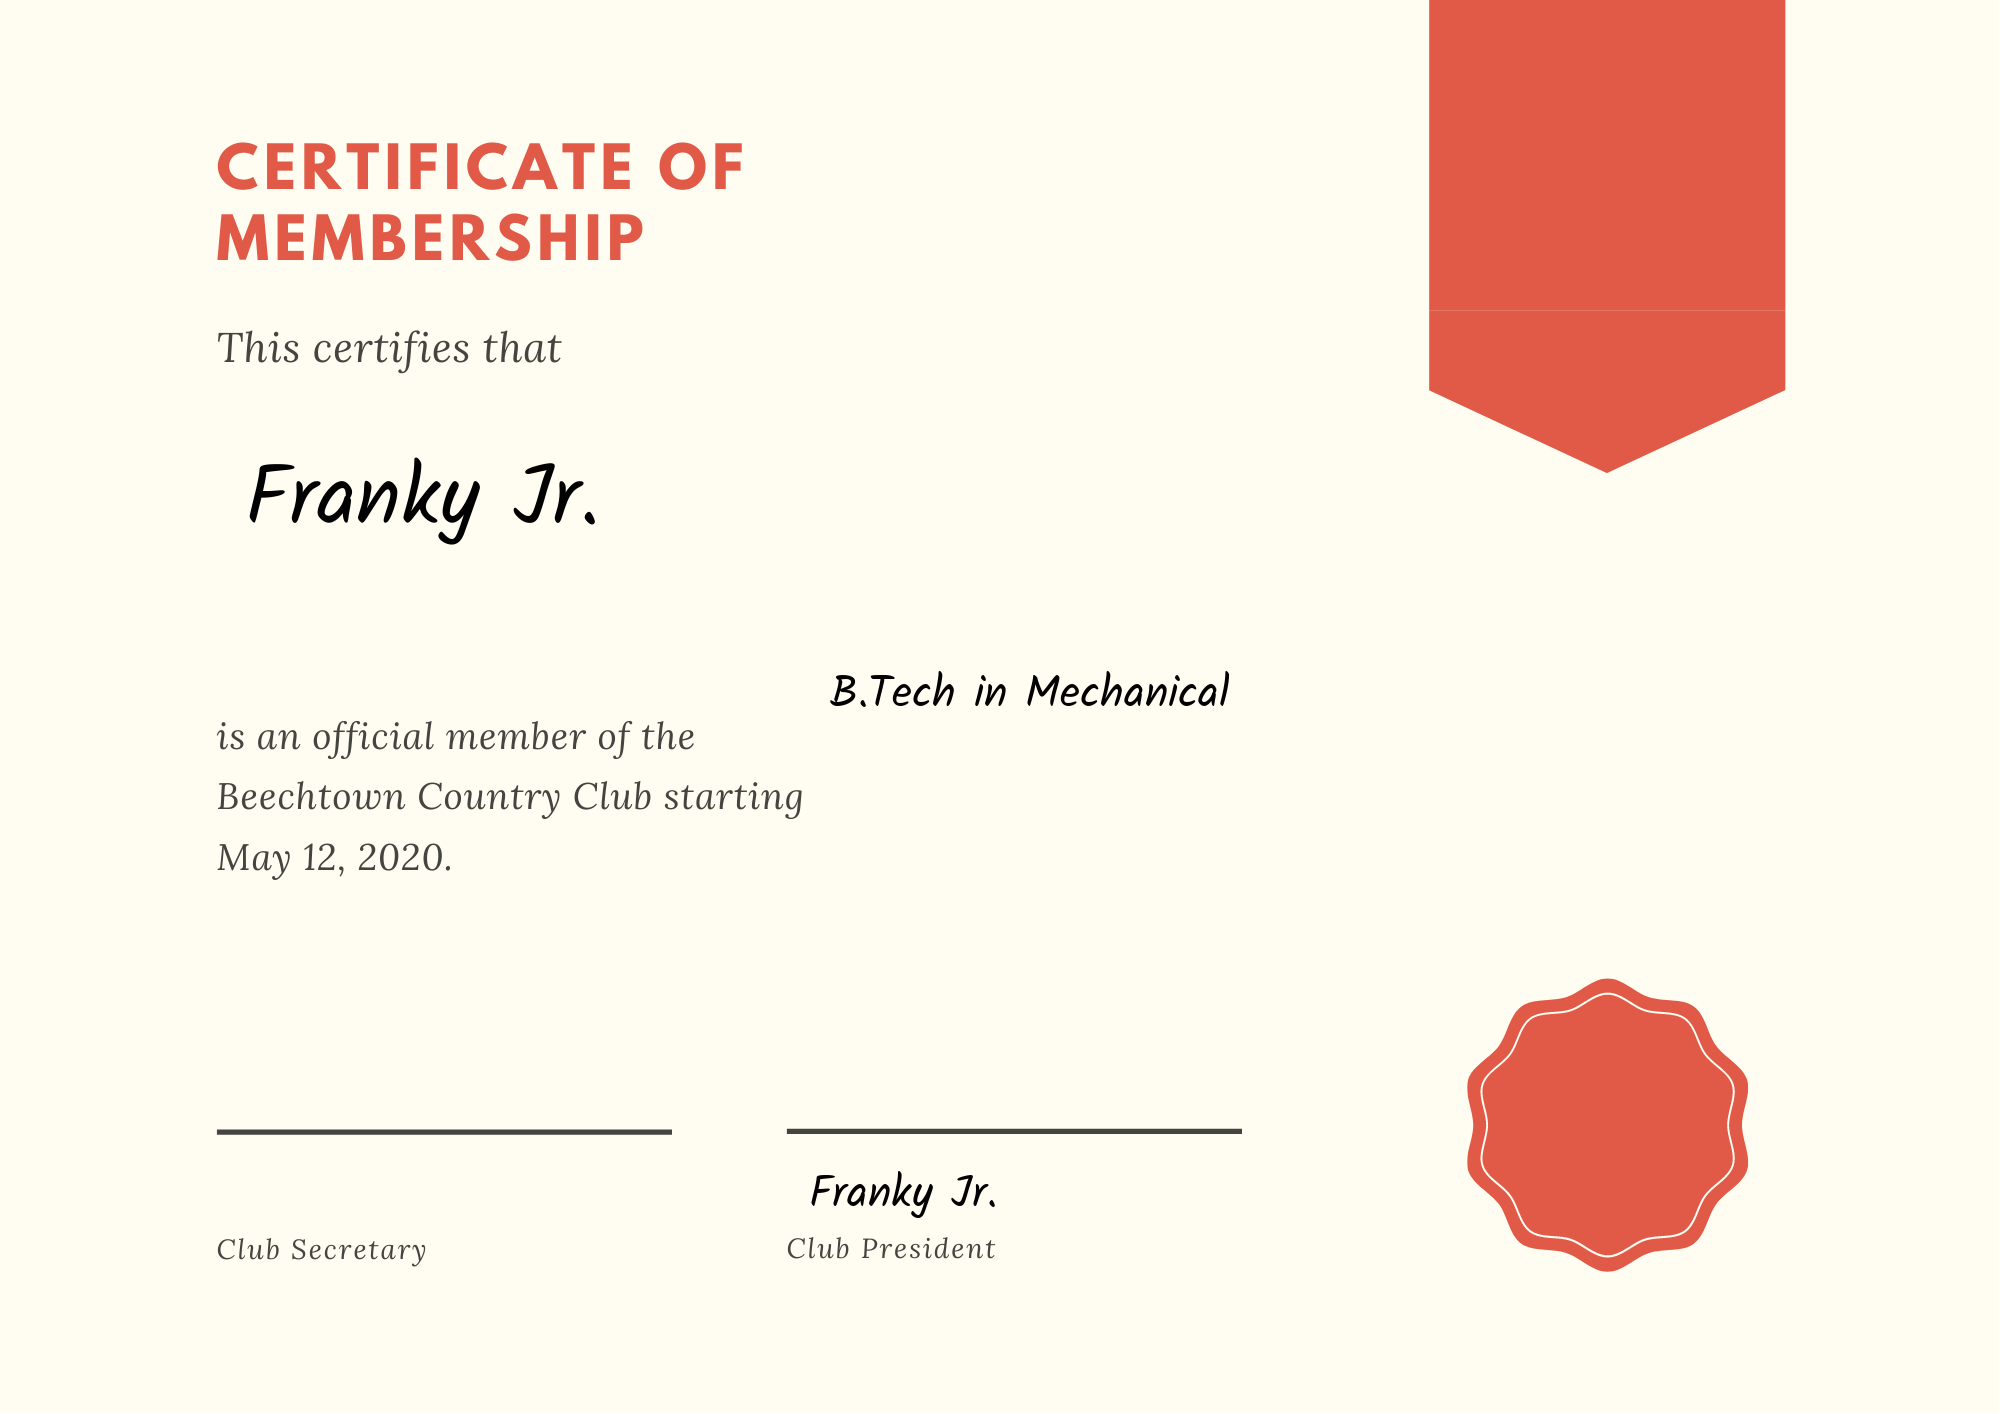 CERTIFICATE OF
MEMBERSHIP
This certifies that
Franky Jr.
B.Tech in Mechanical
is an official member of the
Beechtown Country Club starting
May 12, 2020.
Franky Jr.
Club Secretary
Club President